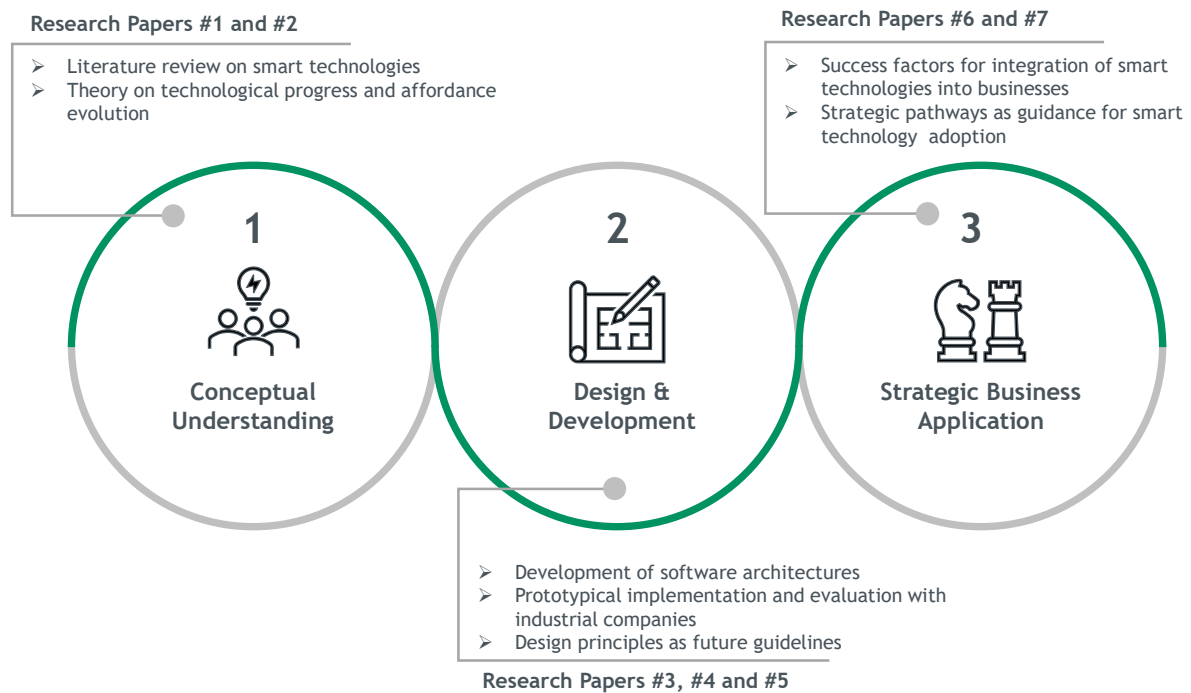 Research Papers #1 and #2
➢ Literature review on smart technologies
➢ Theory on technological progress and affordance
evolution
Research Papers #6 and #7
➢ Success factors for integration of smart
technologies into businesses
➢ Strategic pathways as guidance for smart
technology adoption
1
Conceptual
Understanding
2
Design &
Development
3
Strategic Business
Application
➢ Development of software architectures
➢ Prototypical implementation and evaluation with
industrial companies
➢ Design principles as future guidelines
Research Papers #3, #4 and #5